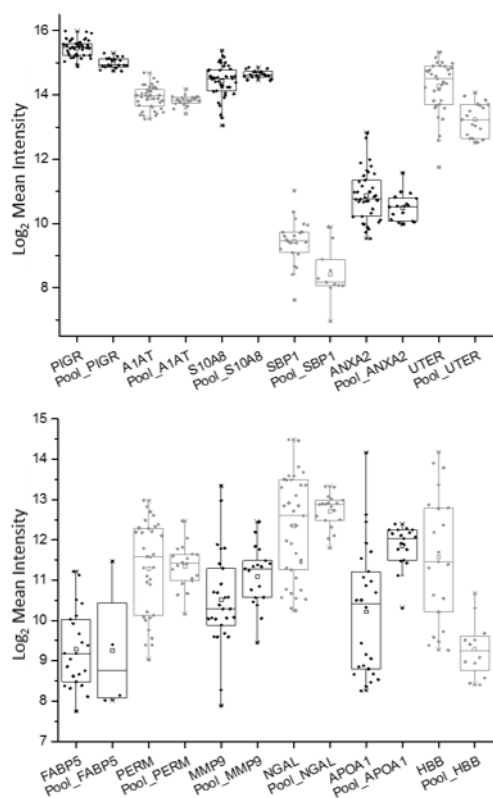 Log₂ Mean Intensity
16
14
12
10
8
PIGR
Pool_PIGR
A1AT
Pool_A1AT
S10A8
Pool_S10A8
SBP1
Pool_SBP1
ANXA2
Pool_ANXA2
UTER
Pool_UTER
Log₂ Mean Intensity
15
14
13
12
11
10
9
8
7
FABP5
Pool_FABP5
PERM
Pool_PERM
MMP9
Pool_MMP9
NGAL
Pool_NGAL
APOA1
Pool_APOA1
HBB
Pool_HBB